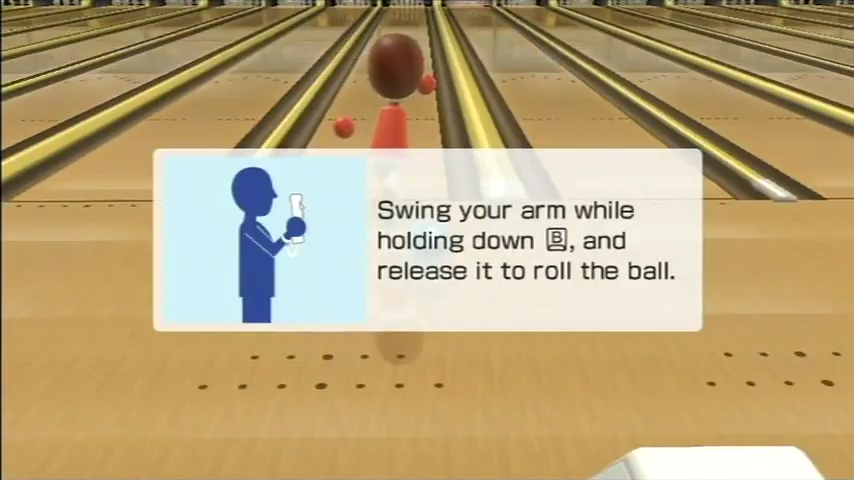 Swing your arm while
holding down B, and
release it to roll the ball.